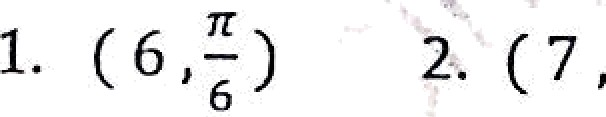 1. (6, π/6) 2. (7,